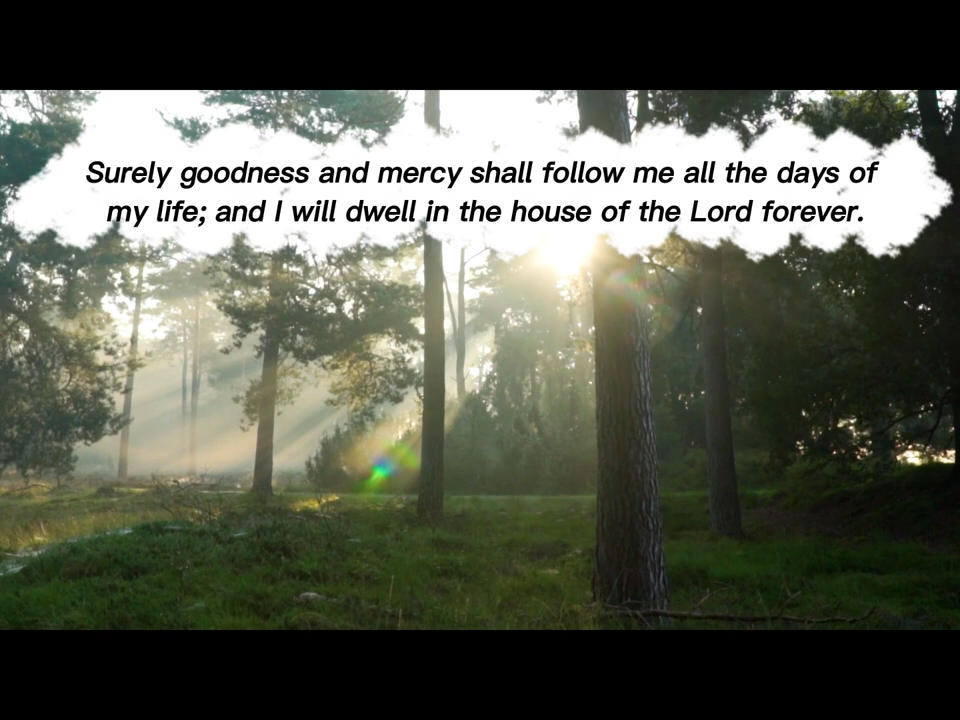 Surely goodness and mercy shall follow me all the days of
my life; and I will dwell in the house of the Lord forever.